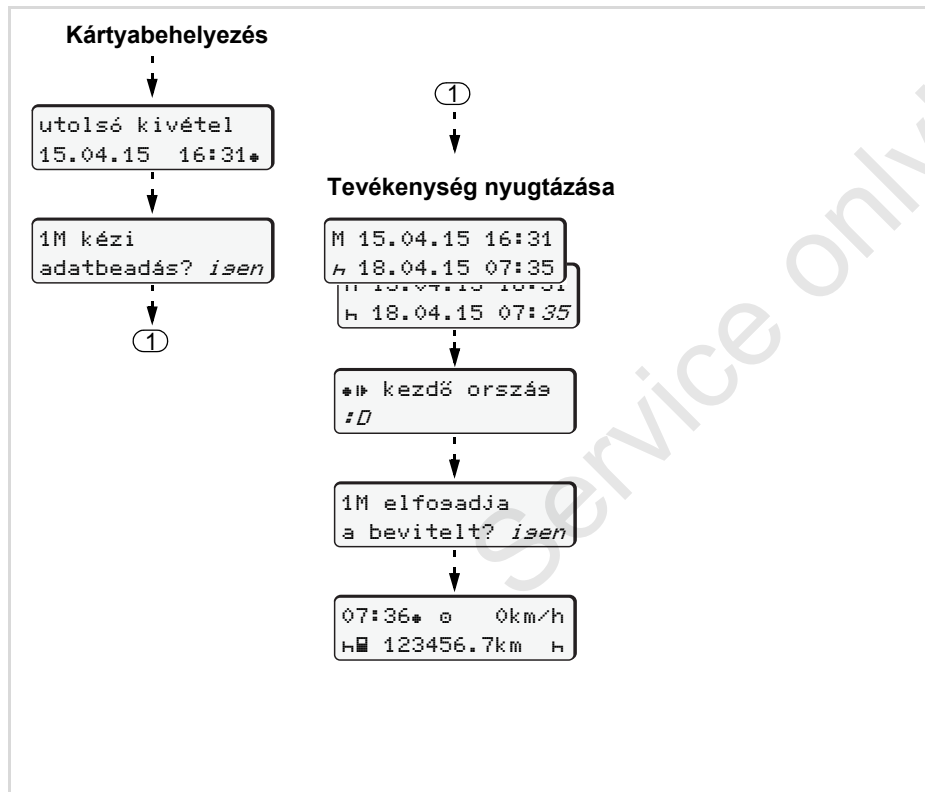 Kártyabehelyezés
utolsó kivétel
15.04.15 16:31
1M kézi
adatbeadás? igen
1
1
Tevékenység nyugtázása
M 15.04.15 16:31
18.04.15 07:35
18.04.15 07:35
kezdő ország
:D
1M elfogadja
a bevitelt? igen
07:36 0km/h
123456.7km
Service only